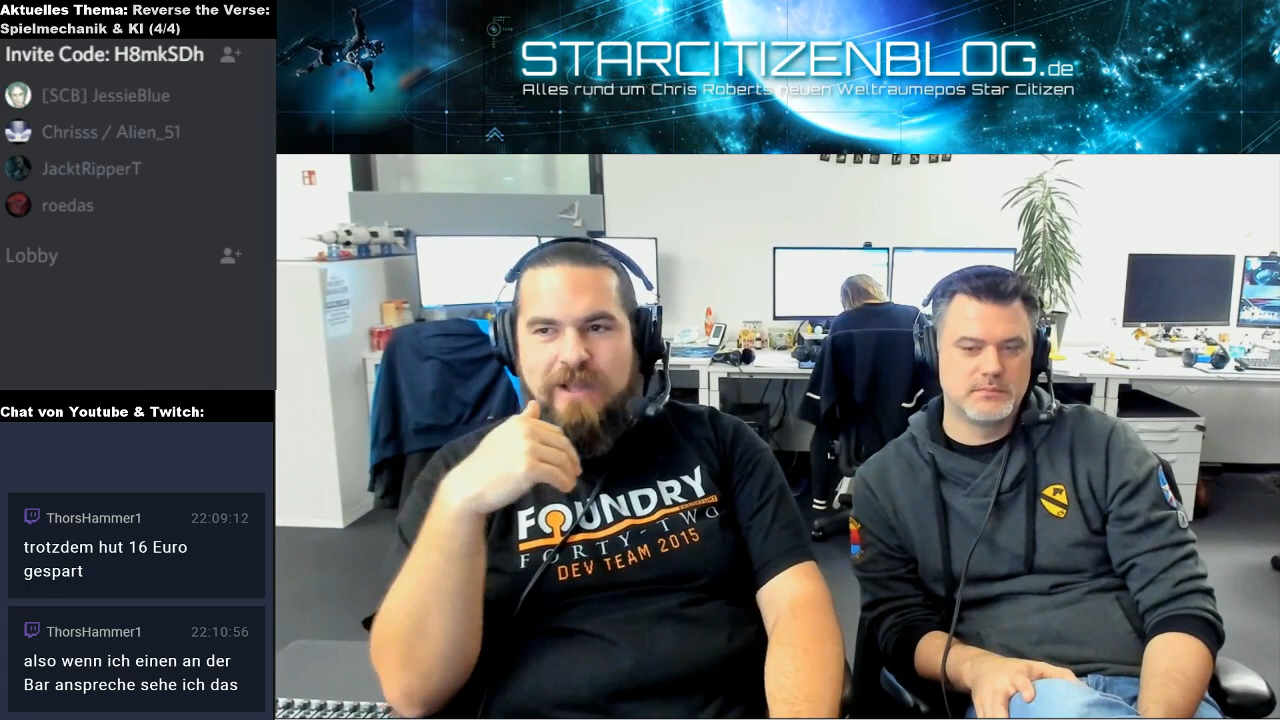 Aktuelles Thema: Reverse the Verse:
Spielmechanik & KI (4/4)
Invite Code: H8mkSDh
[SCB] JessieBlue
Chrisss / Alien_51
JacktRipperT
roedas
Lobby
Chat von Youtube & Twitch:
ThorsHammer1 22:09:12
trotzdem hut 16 Euro
gespart
ThorsHammer1 22:10:56
also wenn ich einen an der
Bar anspreche sehe ich das
STARCITIZENBLOG.de
Alles rund um Chris Roberts neuen Weltraumepos Star Citizen
FOUNDRY
FORTY-TWO
DEV TEAM 2015